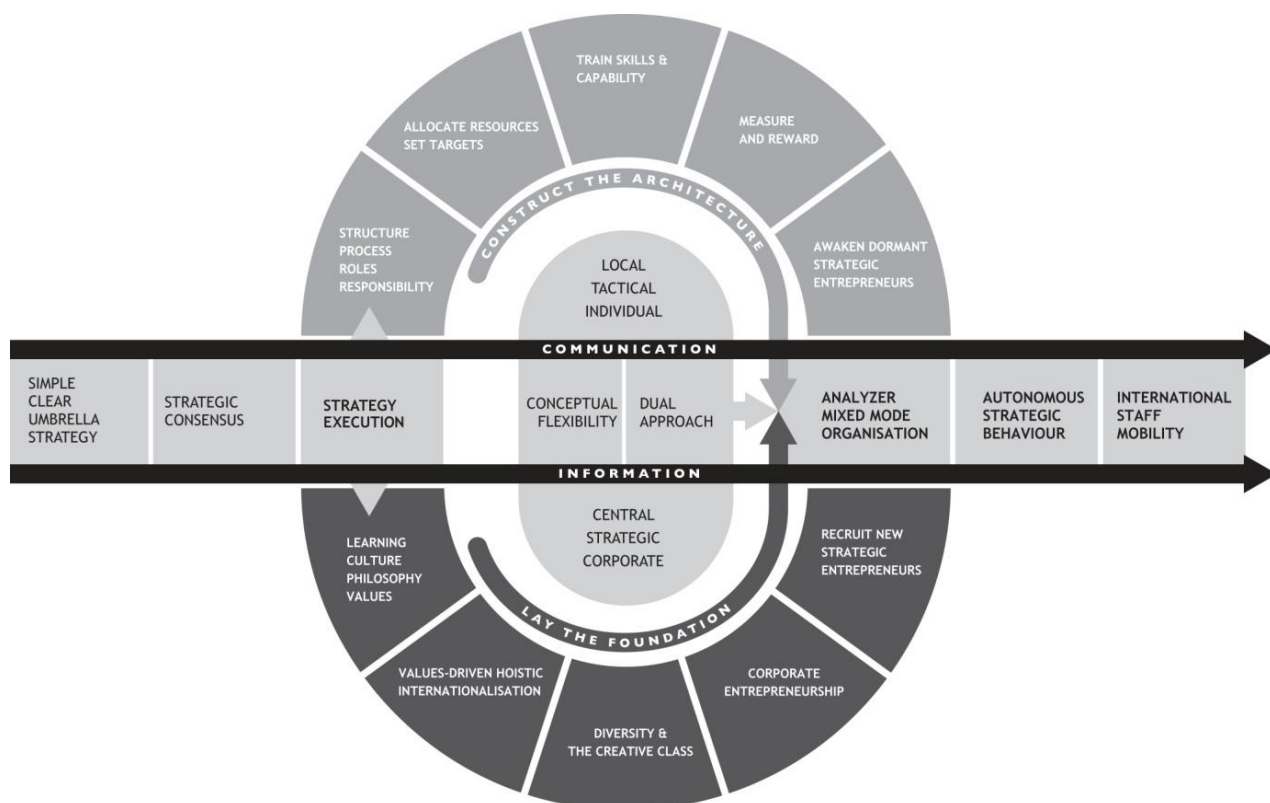 TRAIN SKILLS &
CAPABILITY
ALLOCATE RESOURCES
SET TARGETS
MEASURE
AND REWARD
STRUCTURE
PROCESS
ROLES
RESPONSIBILITY
CONSTRUCT THE ARCHITECTURE
AWAKEN DORMANT
STRATEGIC
ENTREPRENEURS
LOCAL
TACTICAL
INDIVIDUAL
COMMUNICATION
SIMPLE
CLEAR
UMBRELLA
STRATEGY
STRATEGIC
CONSENSUS
STRATEGY
EXECUTION
CONCEPTUAL
FLEXIBILITY
DUAL
APPROACH
ANALYZER
MIXED MODE
ORGANISATION
AUTONOMOUS
STRATEGIC
BEHAVIOUR
INTERNATIONAL
STAFF
MOBILITY
INFORMATION
CENTRAL
STRATEGIC
CORPORATE
LEARNING
CULTURE
PHILOSOPHY
VALUES
LAY THE FOUNDATION
RECRUIT NEW
STRATEGIC
ENTREPRENEURS
VALUES-DRIVEN HOISTIC
INTERNATIONALISATION
CORPORATE
ENTREPRENEURSHIP
DIVERSITY &
THE CREATIVE CLASS